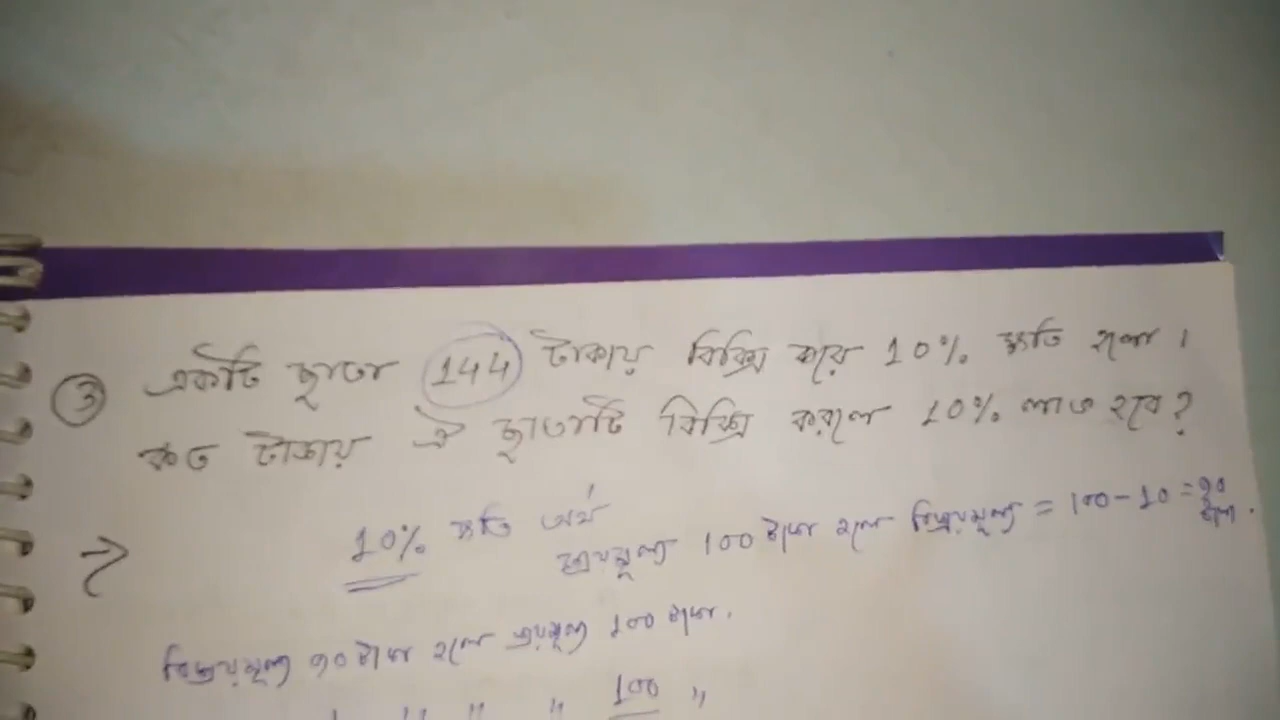 ③ একটি ছাতা 144 টাকায় বিক্রি করে 10% ক্ষতি হলো।
কত টাকায় ঐ ছাতাটি বিক্রি করলে 10% লাভ হবে?
⇒ 10% ক্ষতি অর্থ
ক্রয়মূল্য 100 টাকা হলে বিক্রয়মূল্য = 100 - 10 = 90 টাকা.
বিক্রয়মূল্য 90 টাকা হলে ক্রয়মূল্য 100 টাকা.
" " " 100 "